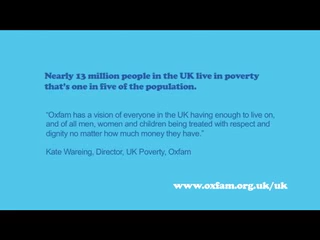 Nearly 13 million people in the UK live in poverty
that's one in five of the population.
“Oxfam has a vision of everyone in the UK having enough to live on,
and of all men, women and children being treated with respect and
dignity no matter how much money they have.”
Kate Wareing, Director, UK Poverty, Oxfam
www.oxfam.org.uk/uk